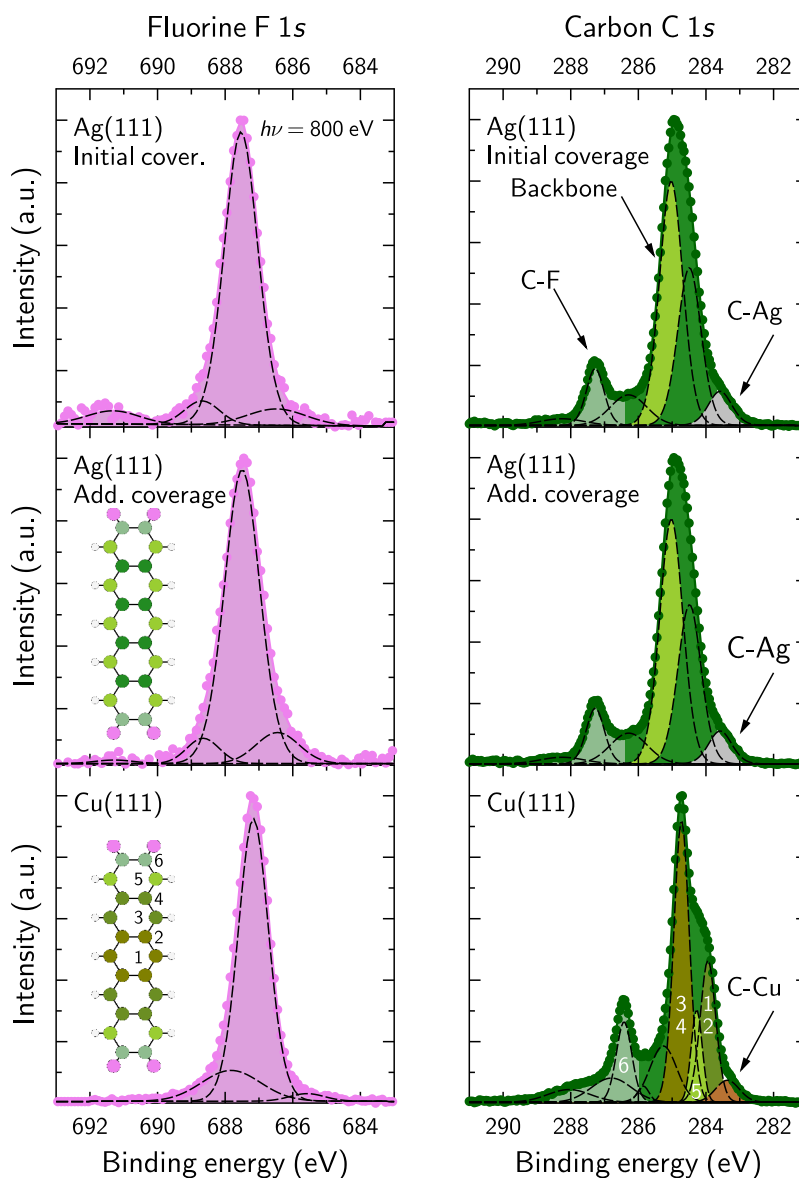 Fluorine F 1s
Carbon C 1s
692 690 688 686 684
290 288 286 284 282
Intensity (a.u.)
Ag(111)
Initial cover.
hν = 800 eV
Ag(111)
Initial coverage
Backbone
C-F
C-Ag
Intensity (a.u.)
Ag(111)
Add. coverage
Ag(111)
Add. coverage
C-Ag
Intensity (a.u.)
Cu(111)
6
5
4
3
2
1
Cu(111)
C-Cu
3
4
1
2
6
5
692 690 688 686 684
290 288 286 284 282
Binding energy (eV)
Binding energy (eV)